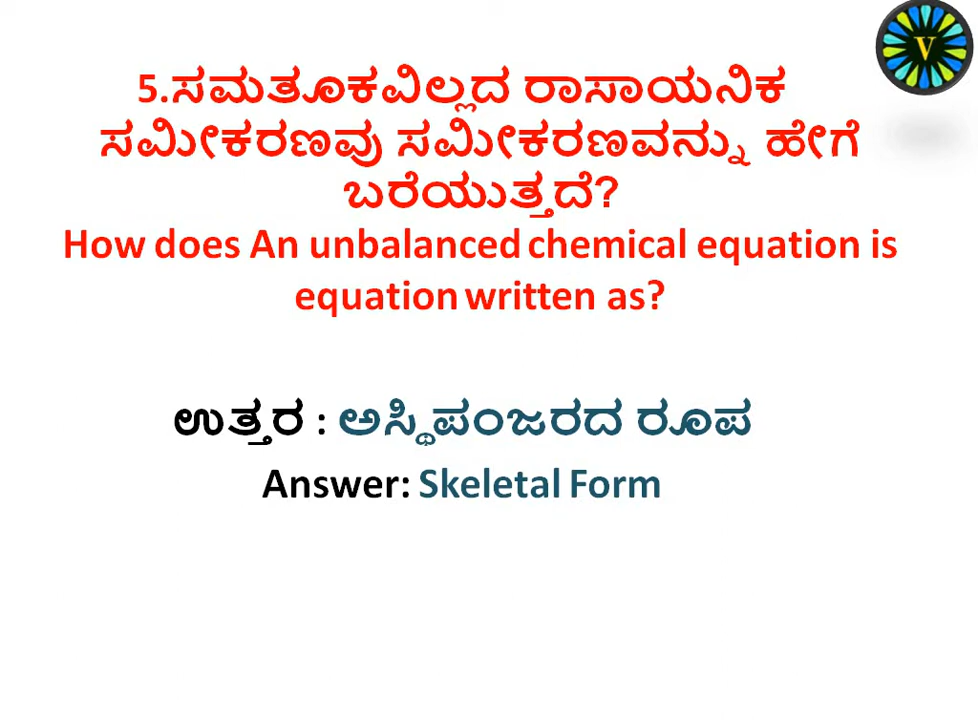 5.ಸಮತೂಕವಿಲ್ಲದ ರಾಸಾಯನಿಕ
ಸಮೀಕರಣವು ಸಮೀಕರಣವನ್ನು ಹೇಗೆ
ಬರೆಯುತ್ತದೆ?
How does An unbalanced chemical equation is
equation written as?
ಉತ್ತರ : ಅಸ್ಥಿಪಂಜರದ ರೂಪ
Answer: Skeletal Form
V